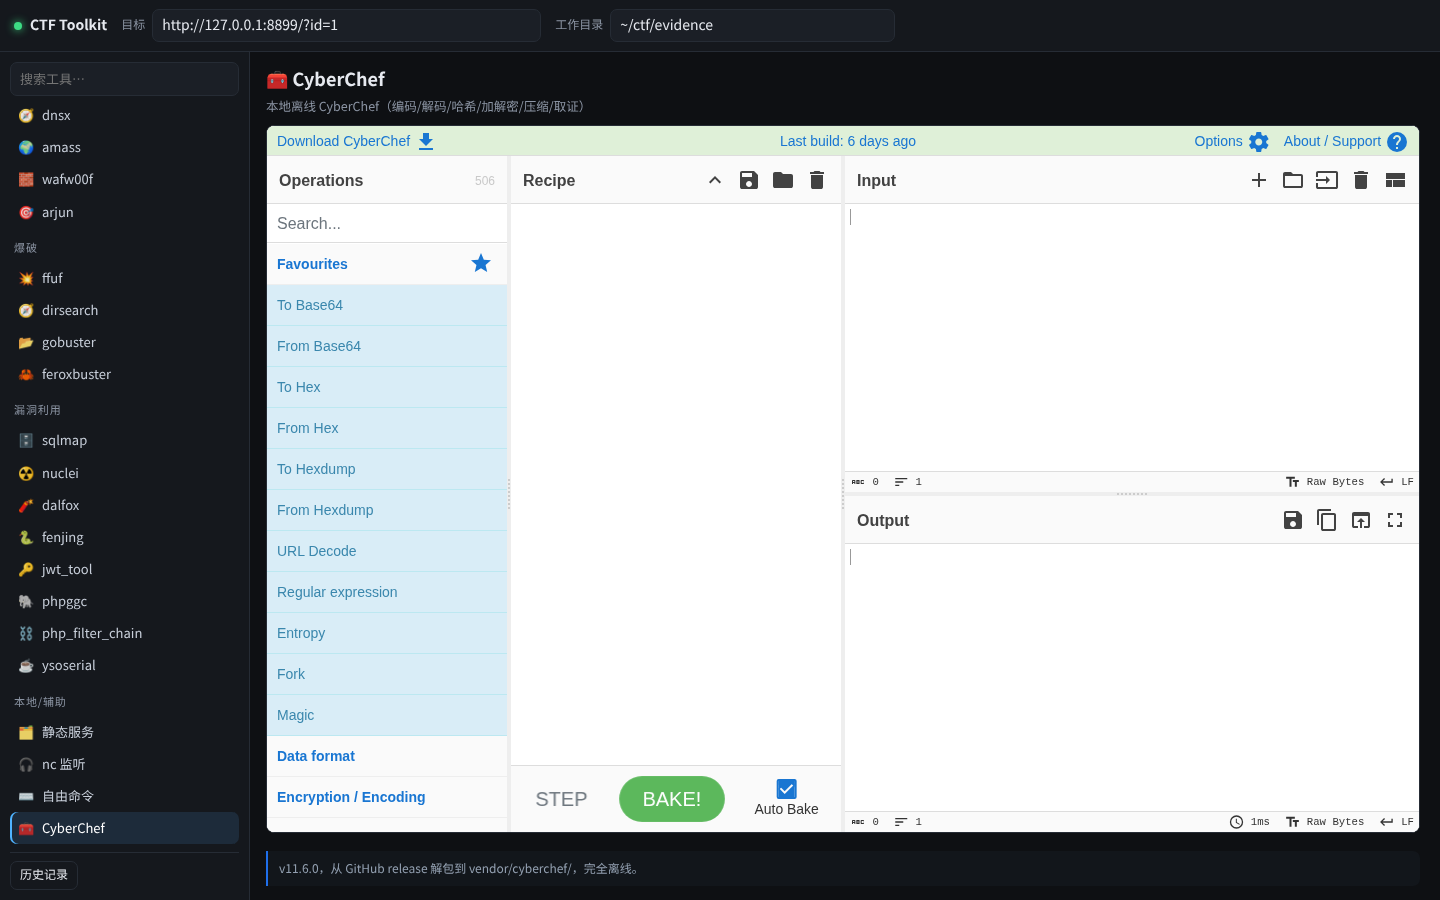 CTF Toolkit
目标
http://127.0.0.1:8899/?id=1
工作目录
~/ctf/evidence
搜索工具…
dnsx
amass
wafw00f
arjun
爆破
ffuf
dirsearch
gobuster
feroxbuster
漏洞利用
sqlmap
nuclei
dalfox
fenjing
jwt_tool
phpggc
php_filter_chain
ysoserial
本地/辅助
静态服务
nc 监听
自由命令
CyberChef
历史记录
CyberChef
本地离线 CyberChef（编码/解码/哈希/加解密/压缩/取证）
Download CyberChef
Last build: 6 days ago
Options
About / Support
Operations
506
Search...
Favourites
To Base64
From Base64
To Hex
From Hex
To Hexdump
From Hexdump
URL Decode
Regular expression
Entropy
Fork
Magic
Data format
Encryption / Encoding
Recipe
STEP
BAKE!
Auto Bake
Input
ABC 0
1
Raw Bytes
LF
Output
ABC 0
1
1ms
Raw Bytes
LF
v11.6.0，从 GitHub release 解包到 vendor/cyberchef/，完全离线。